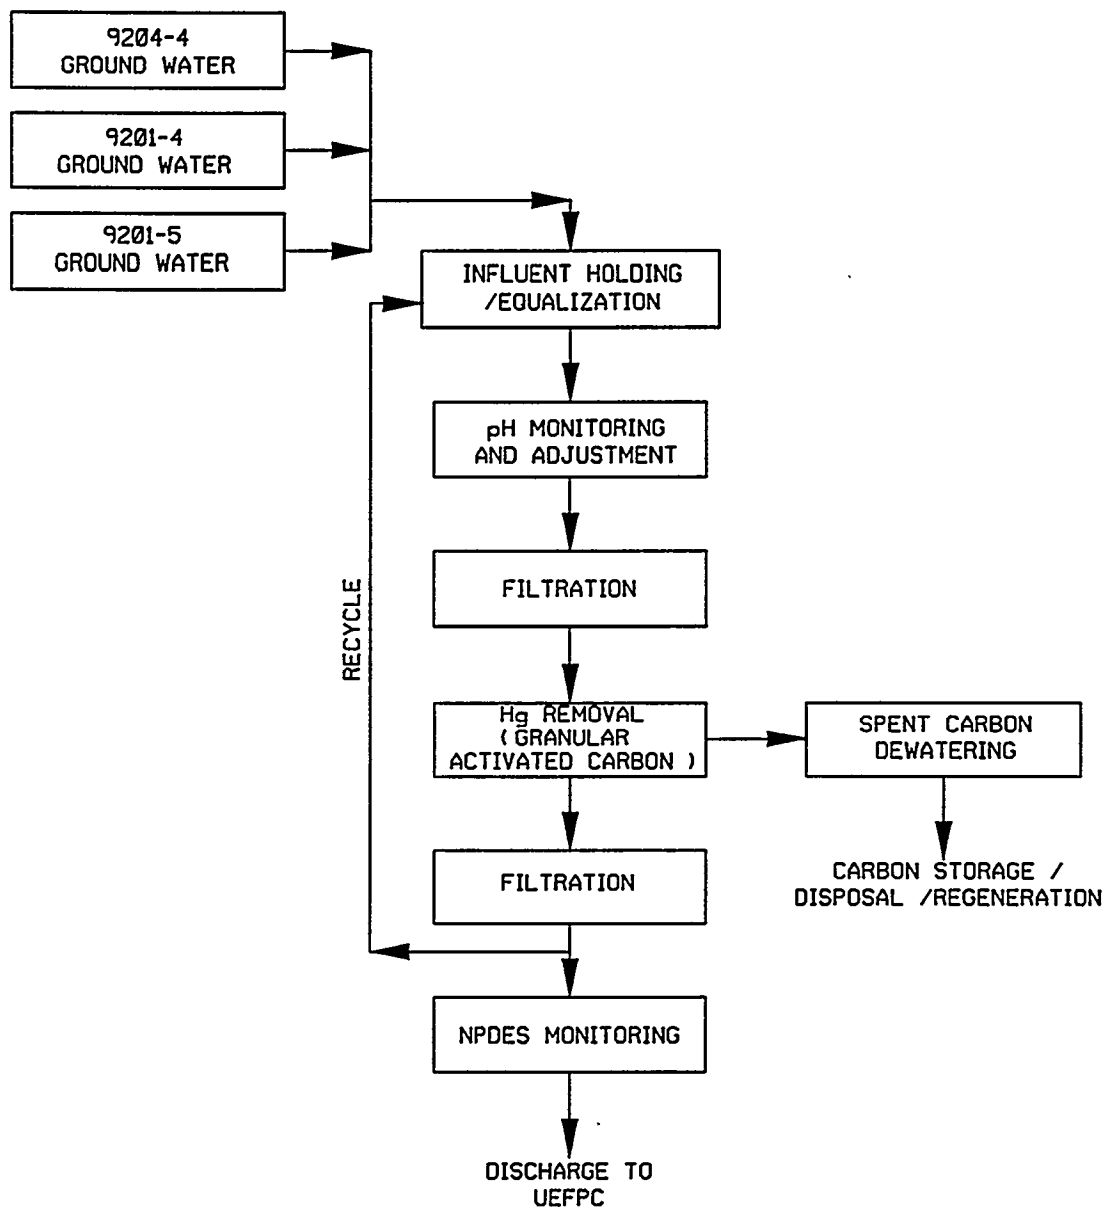 9204-4
GROUND WATER
9201-4
GROUND WATER
9201-5
GROUND WATER
INFLUENT HOLDING
/EQUALIZATION
pH MONITORING
AND ADJUSTMENT
FILTRATION
RECYCLE
Hg REMOVAL
( GRANULAR
ACTIVATED CARBON )
SPENT CARBON
DEWATERING
FILTRATION
CARBON STORAGE /
DISPOSAL /REGENERATION
NPDES MONITORING
DISCHARGE TO
UEFPC